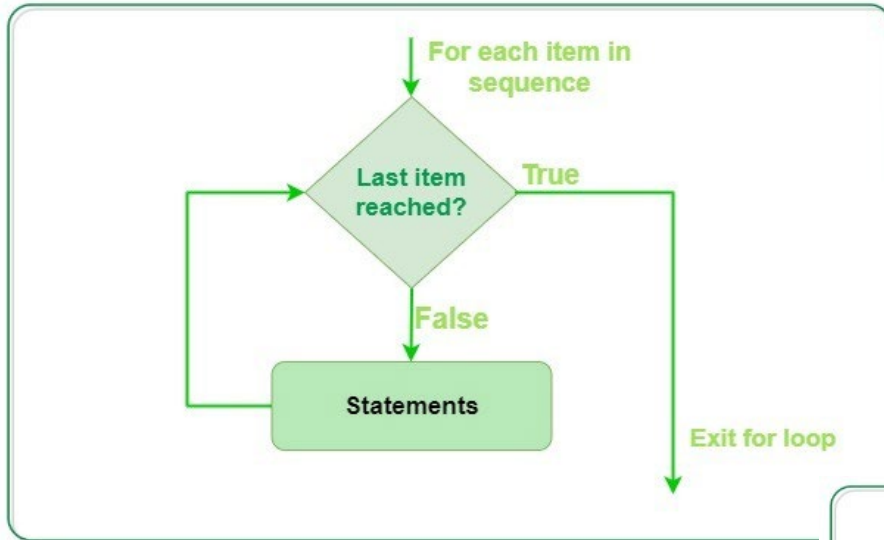 For each item in
sequence
Last item
reached?
True
False
Statements
Exit for loop